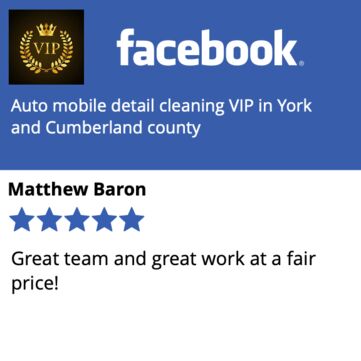 VIP
facebook
Auto mobile detail cleaning VIP in York
and Cumberland county
Matthew Baron
Great team and great work at a fair
price!